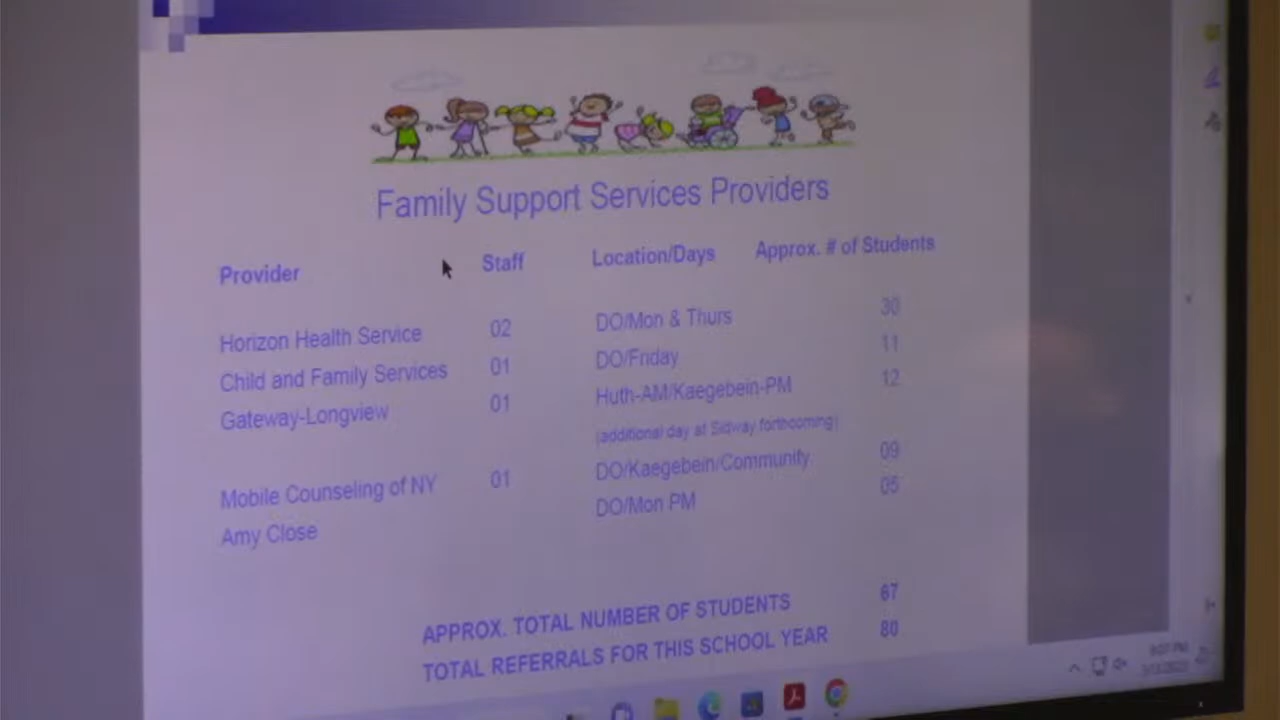 Family Support Services Providers
Provider Staff Location/Days Approx. # of Students
Horizon Health Service 02 DO/Mon & Thurs 30
Child and Family Services 01 DO/Friday 11
Gateway-Longview 01 Huth-AM/Kaegebein-PM 12
(additional day at Sidway forthcoming)
Mobile Counseling of NY 01 DO/Kaegebein/Community 09
Amy Close DO/Mon PM 05
APPROX. TOTAL NUMBER OF STUDENTS 67
TOTAL REFERRALS FOR THIS SCHOOL YEAR 80